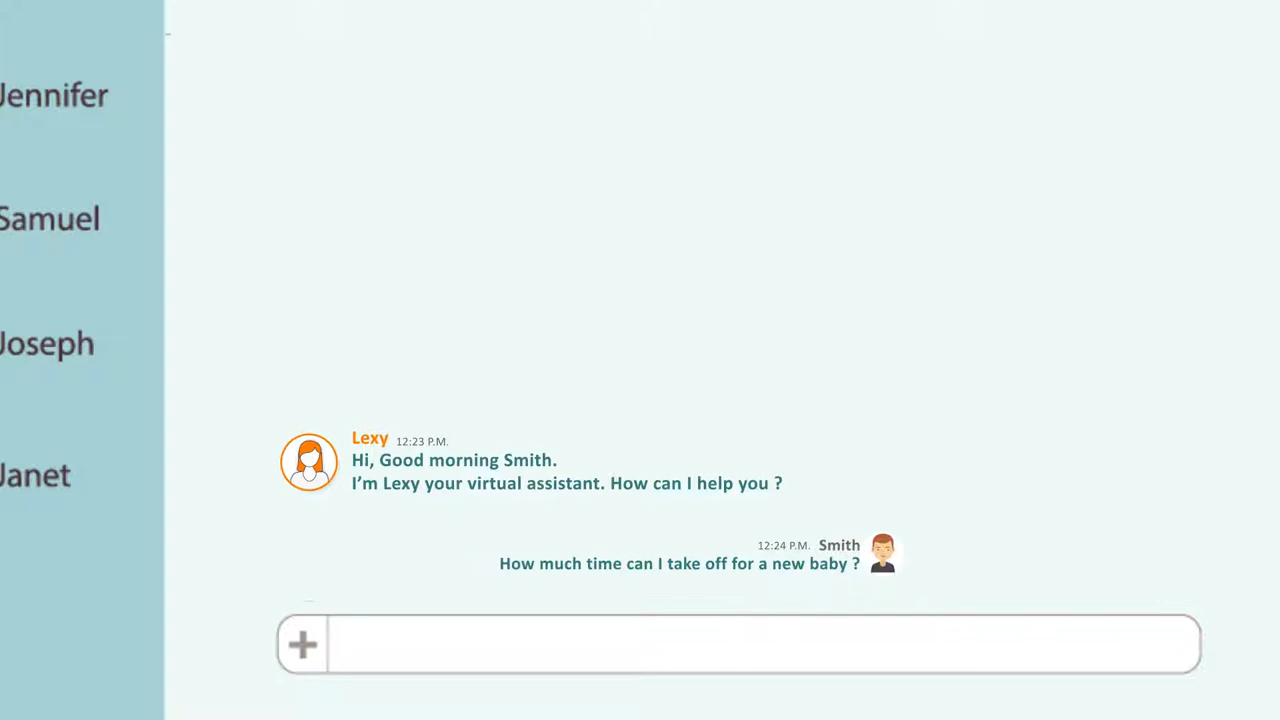 Jennifer
Samuel
Joseph
Janet
Lexy 12:23 P.M.
Hi, Good morning Smith.
I'm Lexy your virtual assistant. How can I help you ?
12:24 P.M. Smith
How much time can I take off for a new baby ?